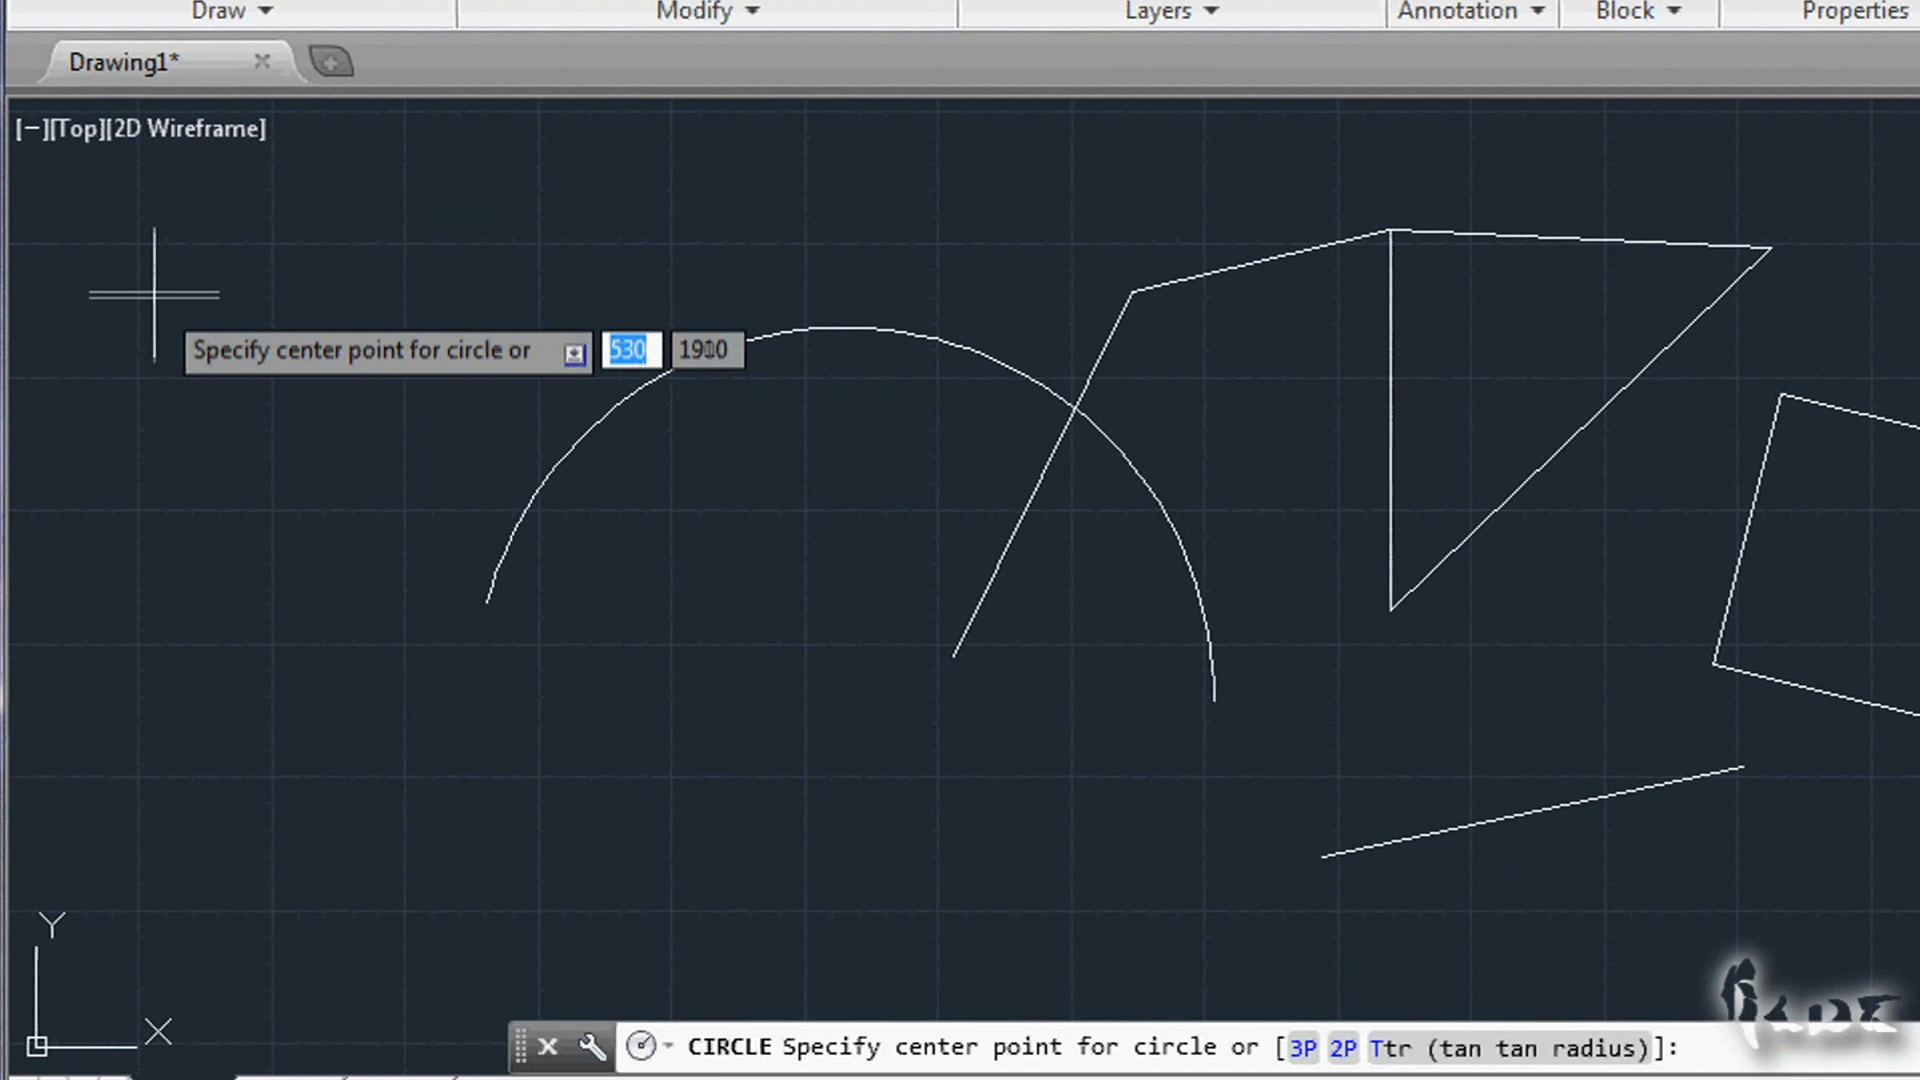 Draw Modify Layers Annotation Block Properties
Drawing1*
[−][Top][2D Wireframe]
Specify center point for circle or 530 1900
Y
X
CIRCLE Specify center point for circle or [3P 2P Ttr (tan tan radius)]: